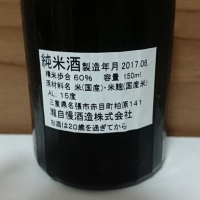 純米酒 製造年月 2017.06.
精米歩合 60% 容量 150ml
原材料名 米(国産)・米麹(国産米)
AL. 15度
三重県名張市赤目町柏原141
瀧自慢酒造株式会社
お酒は20歳を過ぎてから